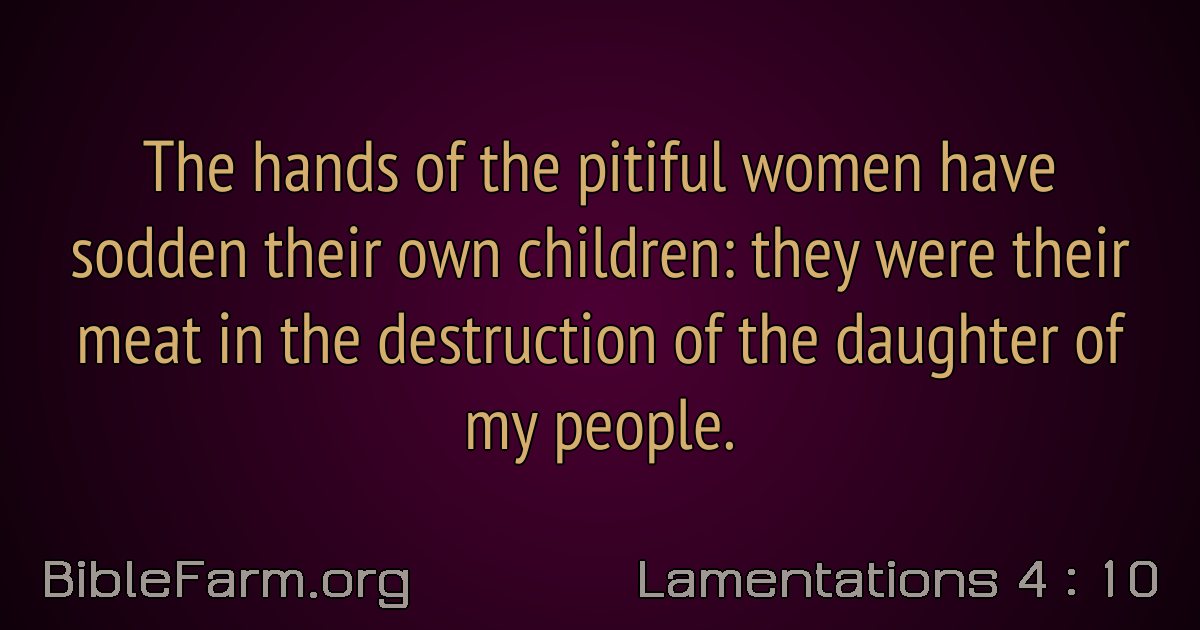 The hands of the pitiful women have
sodden their own children: they were their
meat in the destruction of the daughter of
my people.
BibleFarm.org
Lamentations 4 : 10